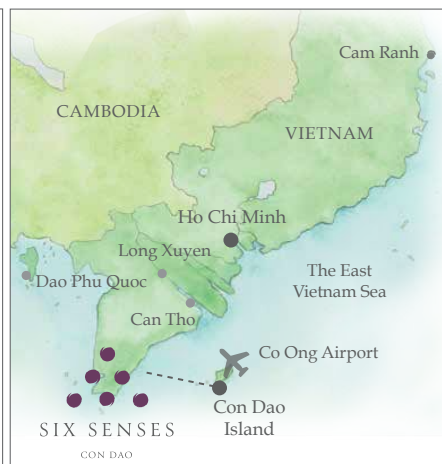 Cam Ranh
CAMBODIA
VIETNAM
Ho Chi Minh
Long Xuyen
The East
Vietnam Sea
Dao Phu Quoc
Can Tho
Co Ong Airport
Con Dao
Island
SIX SENSES
CON DAO